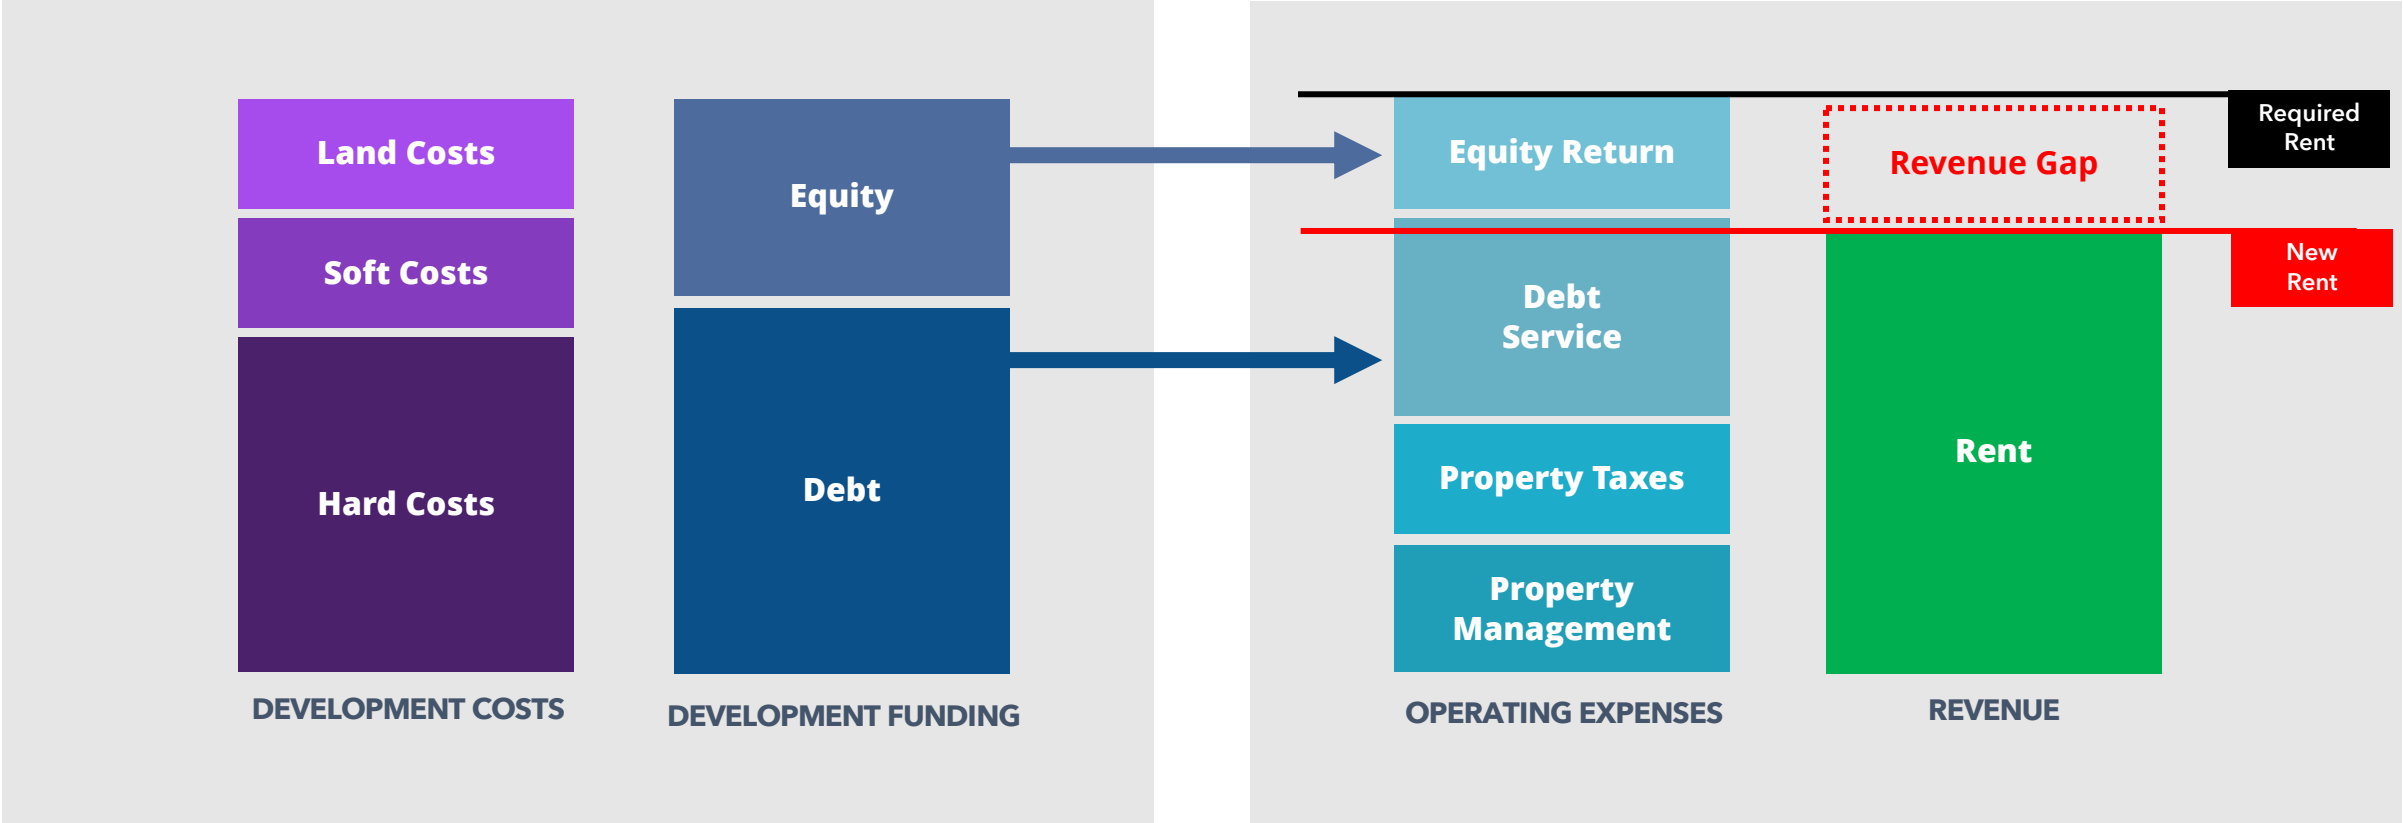 Land Costs
Soft Costs
Hard Costs
DEVELOPMENT COSTS
Equity
Debt
DEVELOPMENT FUNDING
Equity Return
Debt
Service
Property Taxes
Property
Management
OPERATING EXPENSES
Revenue Gap
Rent
REVENUE
Required
Rent
New
Rent